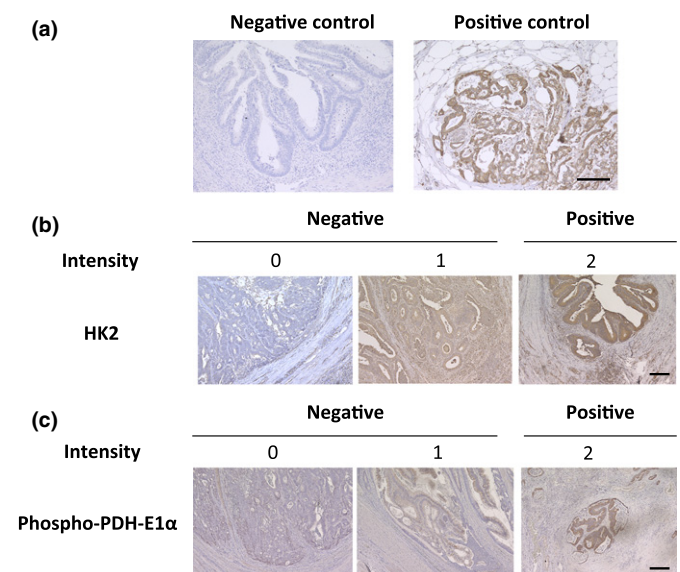 (a)
Negative control Positive control
(b)
Negative Positive
Intensity 0 1 2
HK2
(c)
Negative Positive
Intensity 0 1 2
Phospho-PDH-E1α